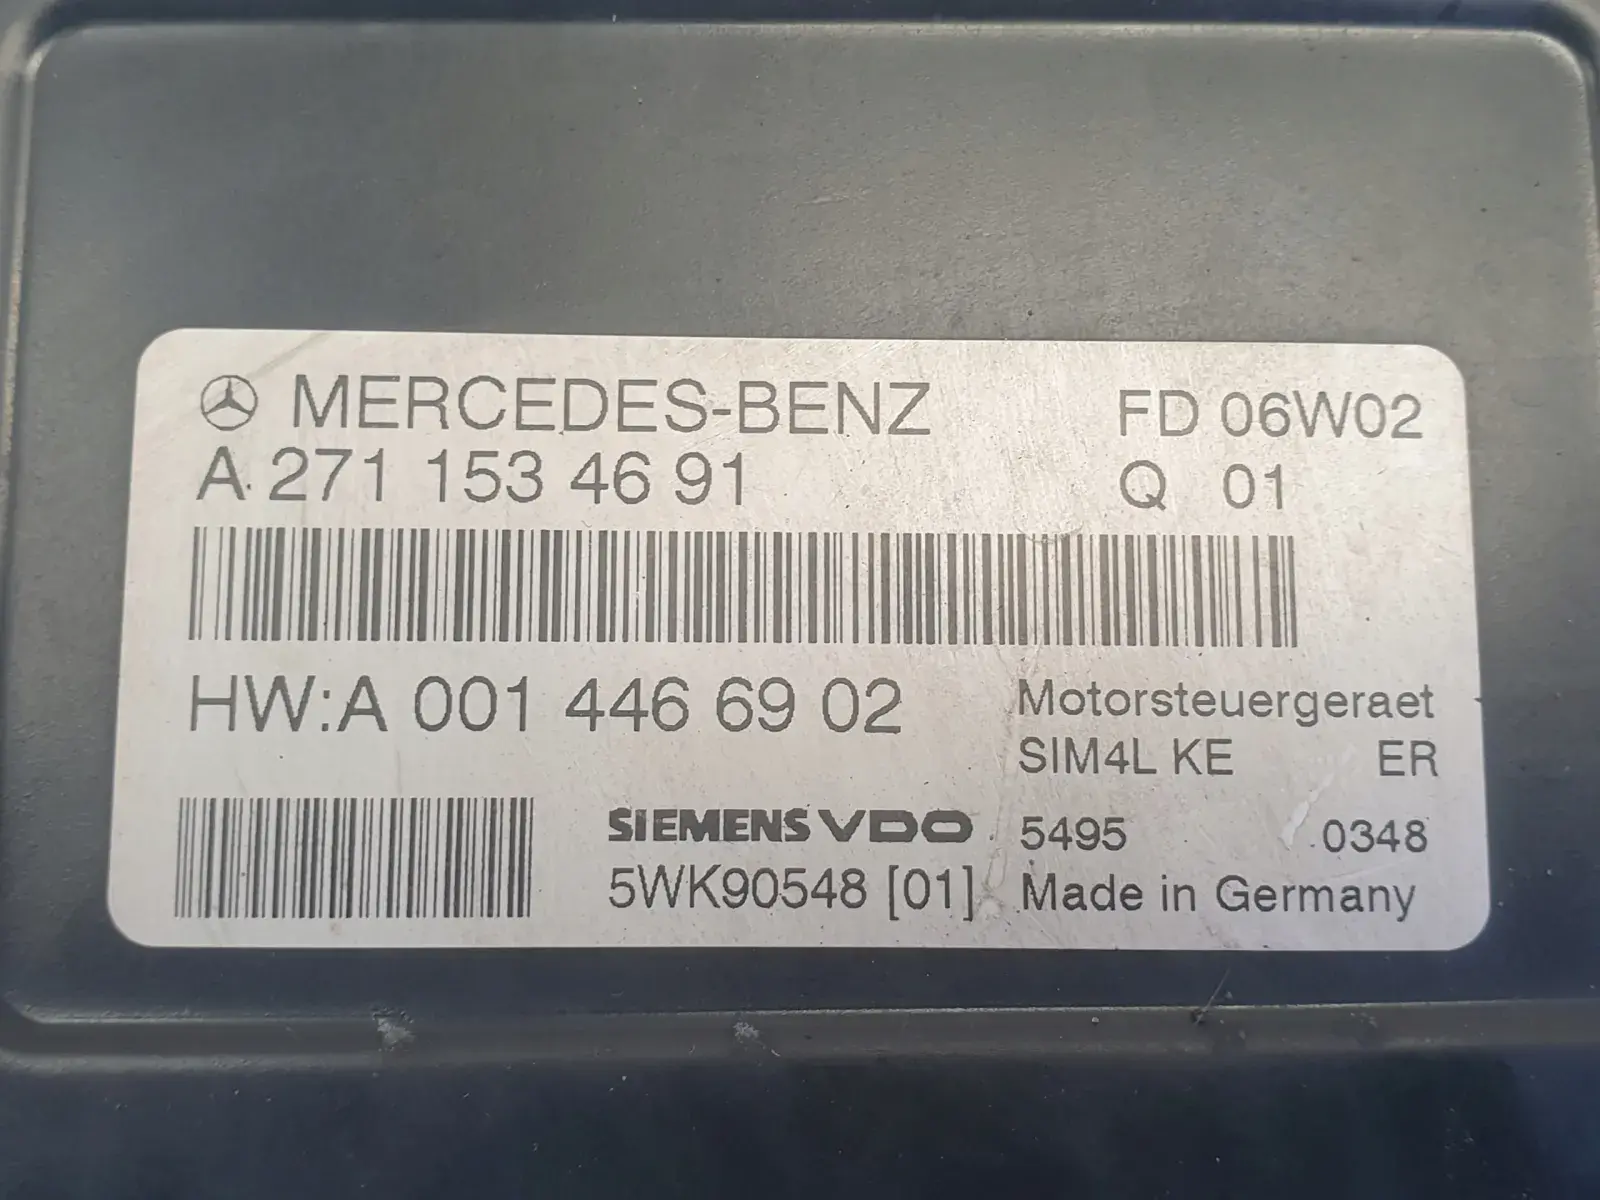 MERCEDES-BENZ FD 06W02
A 271 153 46 91 Q 01
HW:A 001 446 69 02 Motorsteuergeraet
SIM4L KE ER
SIEMENS VDO 5495 0348
5WK90548 [01] Made in Germany